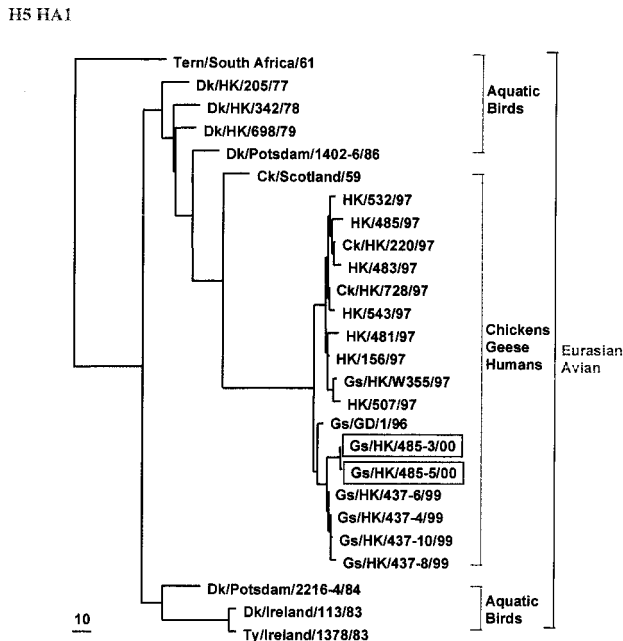 H5 HA1
Tern/South Africa/61
Dk/HK/205/77
Dk/HK/342/78
Dk/HK/698/79
Dk/Potsdam/1402-6/86
Aquatic
Birds
Ck/Scotland/59
HK/532/97
HK/485/97
Ck/HK/220/97
HK/483/97
Ck/HK/728/97
HK/543/97
HK/481/97
HK/156/97
Gs/HK/W355/97
HK/507/97
Gs/GD/1/96
Gs/HK/485-3/00
Gs/HK/485-5/00
Gs/HK/437-6/99
Gs/HK/437-4/99
Gs/HK/437-10/99
Gs/HK/437-8/99
Chickens
Geese
Humans
Eurasian
Avian
Dk/Potsdam/2216-4/84
Dk/Ireland/113/83
Ty/Ireland/1378/83
Aquatic
Birds
10